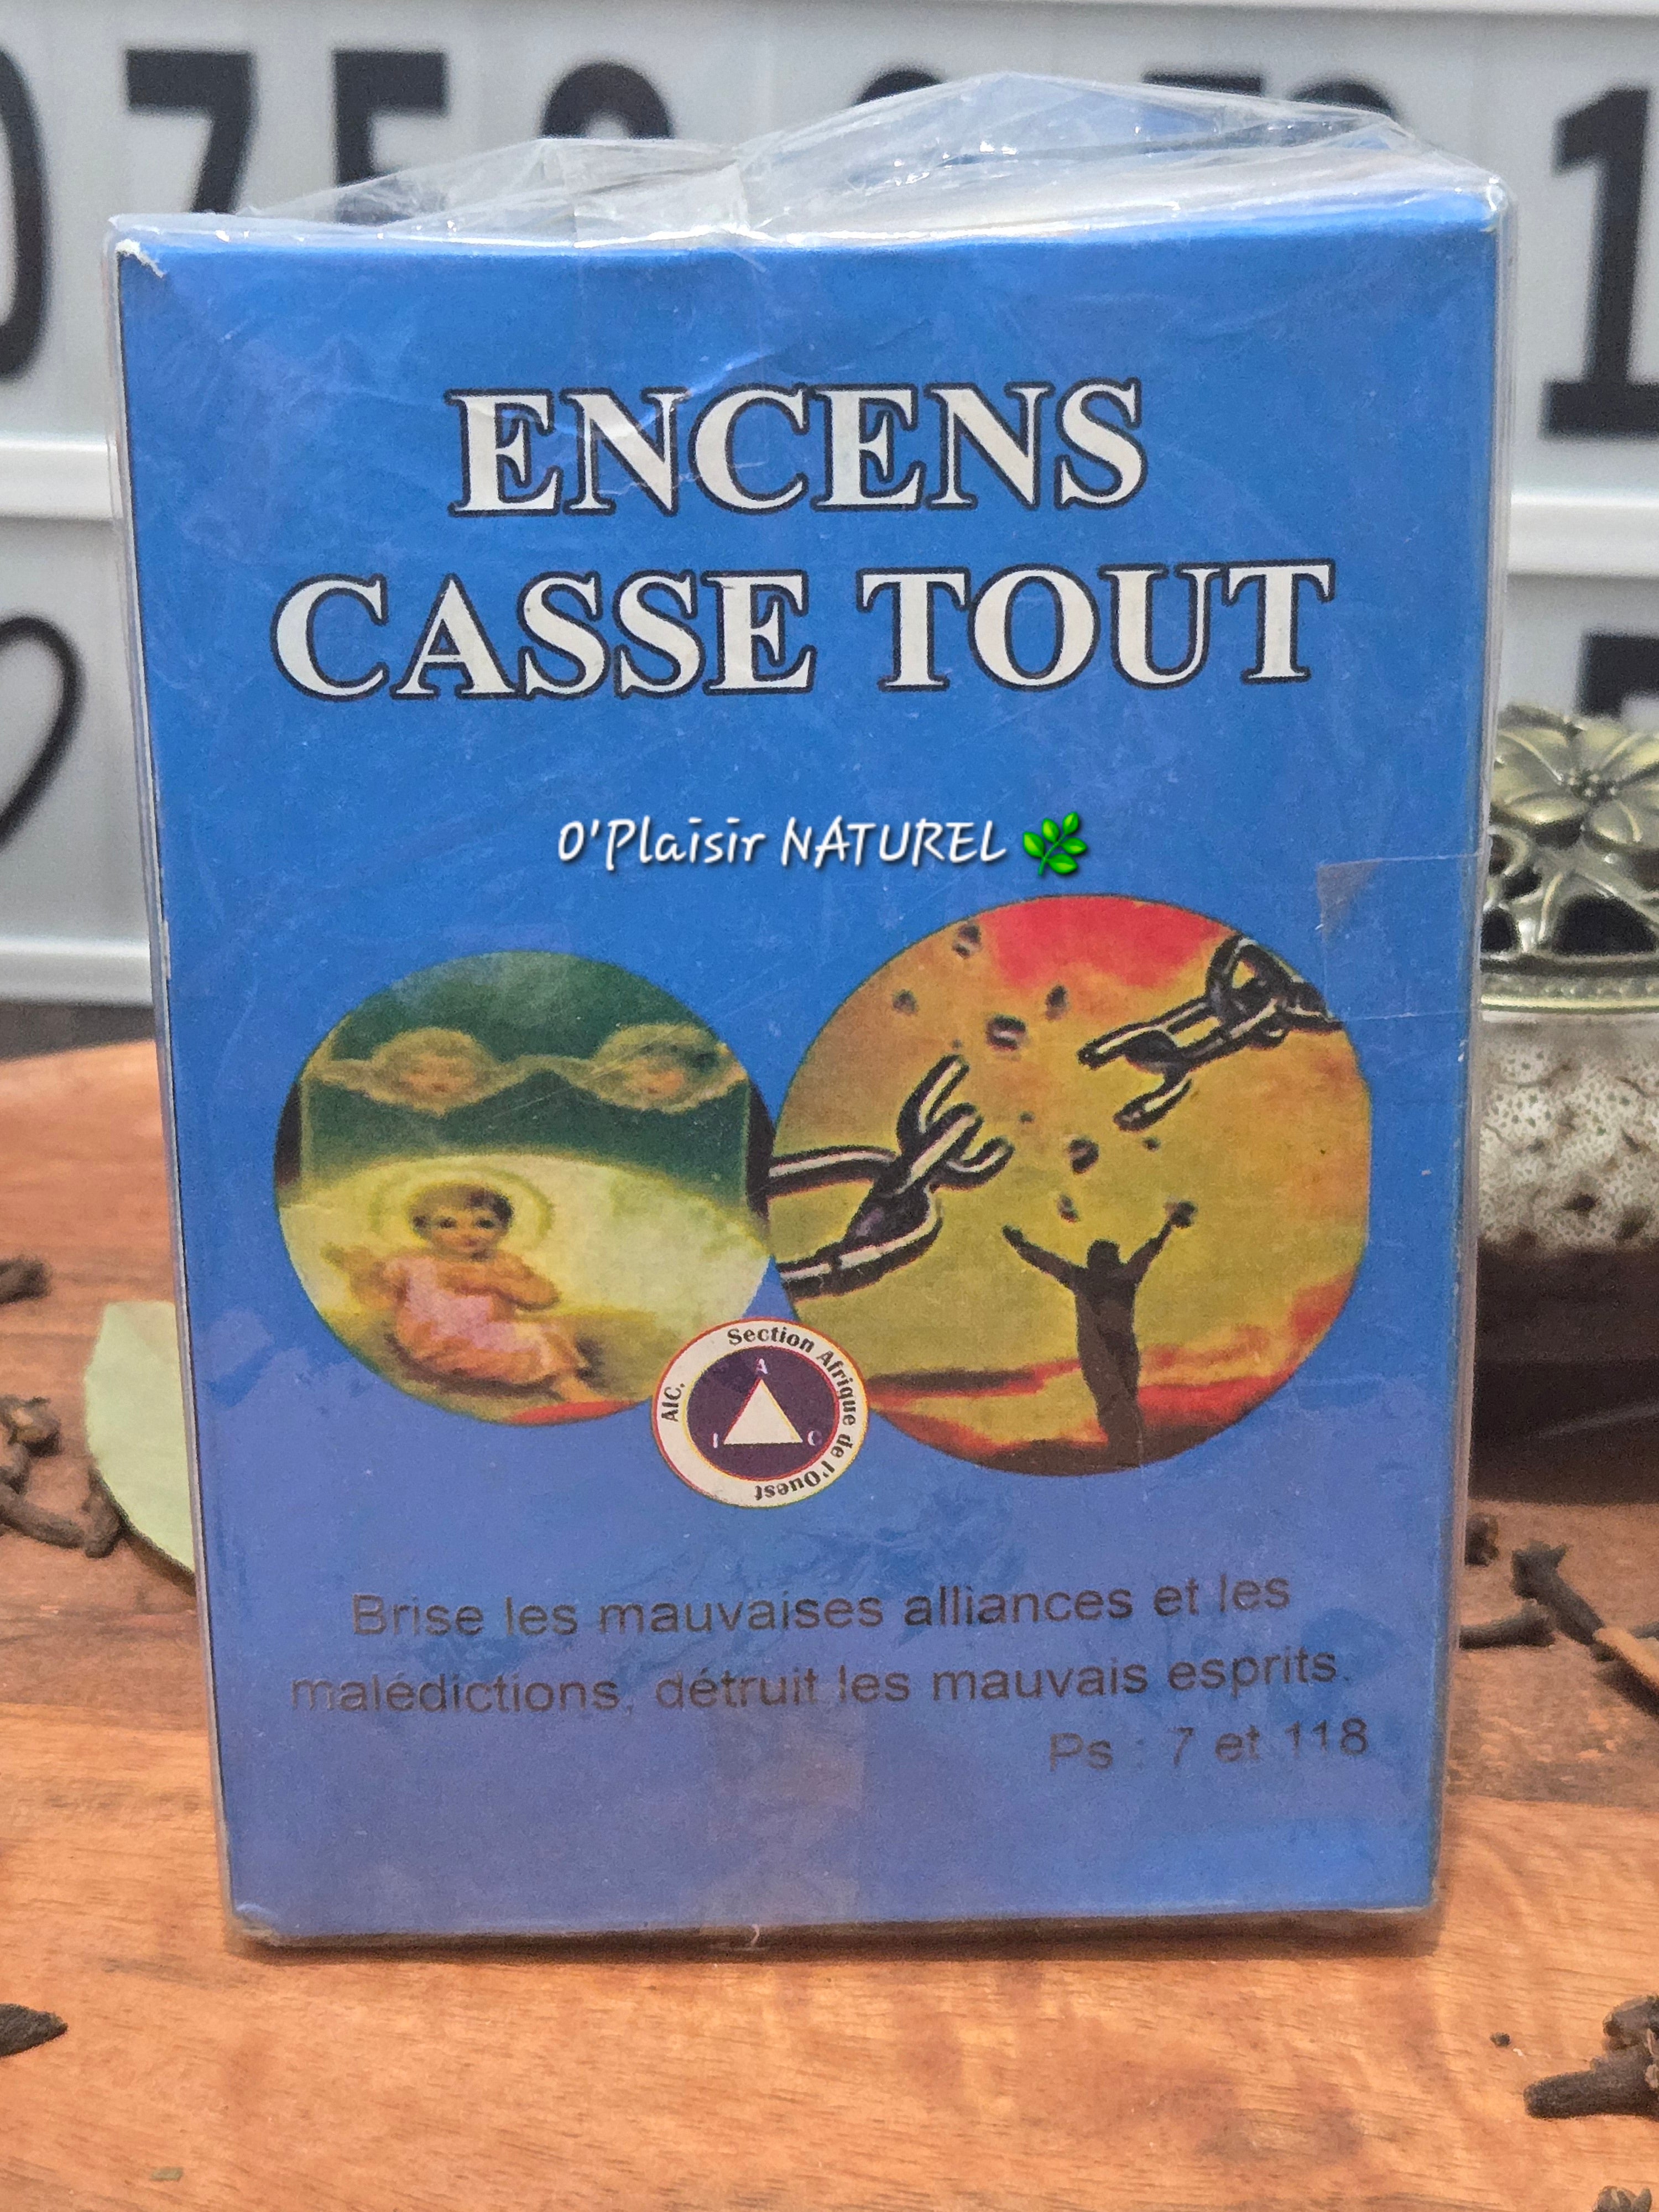 ENCENS
CASSE TOUT
O'Plaisir NATUREL
AIC. Section Afrique de l'Ouest
A
I C
Brise les mauvaises alliances et les
malédictions, détruit les mauvais esprits.
Ps : 7 et 118